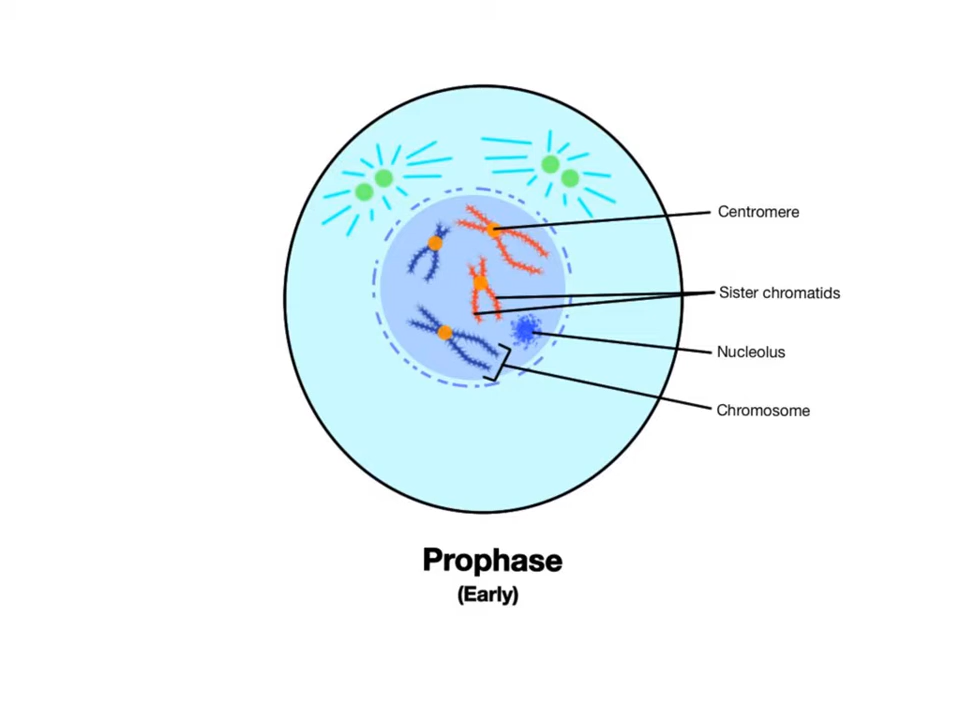 Centromere
Sister chromatids
Nucleolus
Chromosome
Prophase
(Early)